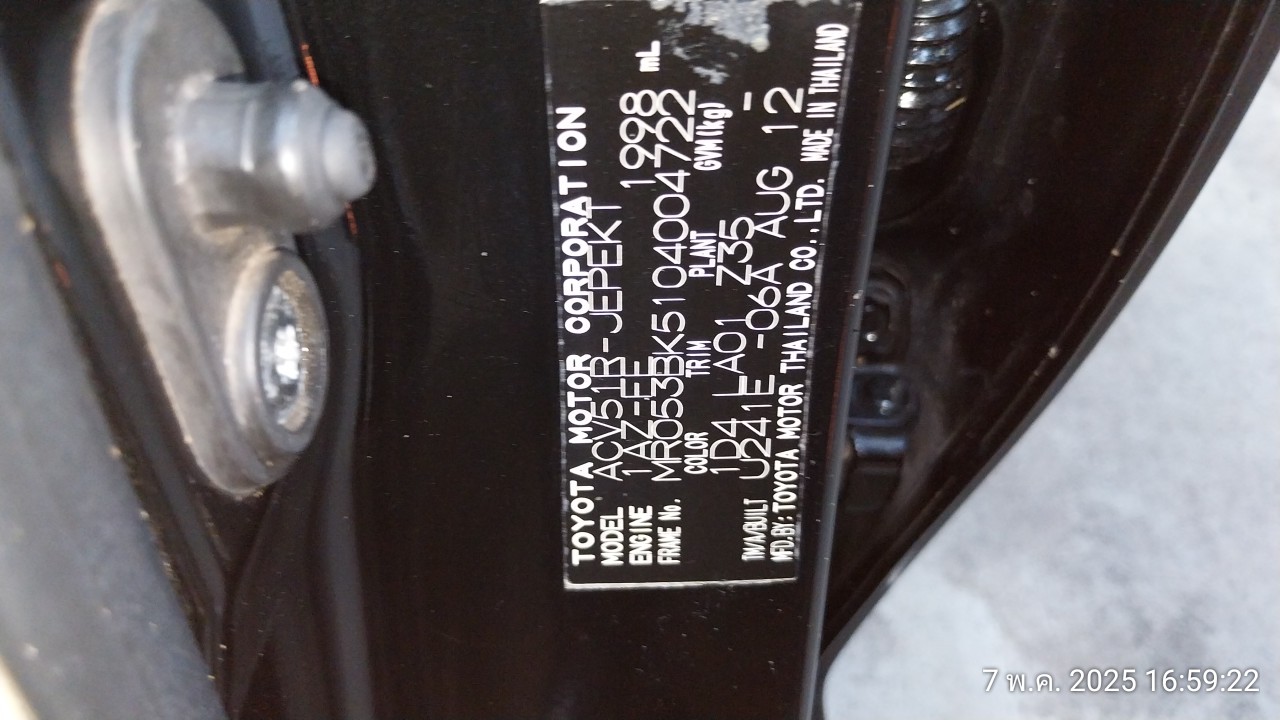 TOYOTA MOTOR CORPORATION
MODEL ACV51R-JEPEKT
ENGINE 1AZ-FE 1998 mL
FRAME No. MR053BK5104004722
COLOR TRIM PLANT GVM(kg)
1D4 LA01 Z35 -
TM/A/BUILT U241E -06A AUG 12
MFD.BY:TOYOTA MOTOR THAILAND CO.,LTD. MADE IN THAILAND
7 พ.ค. 2025 16:59:22